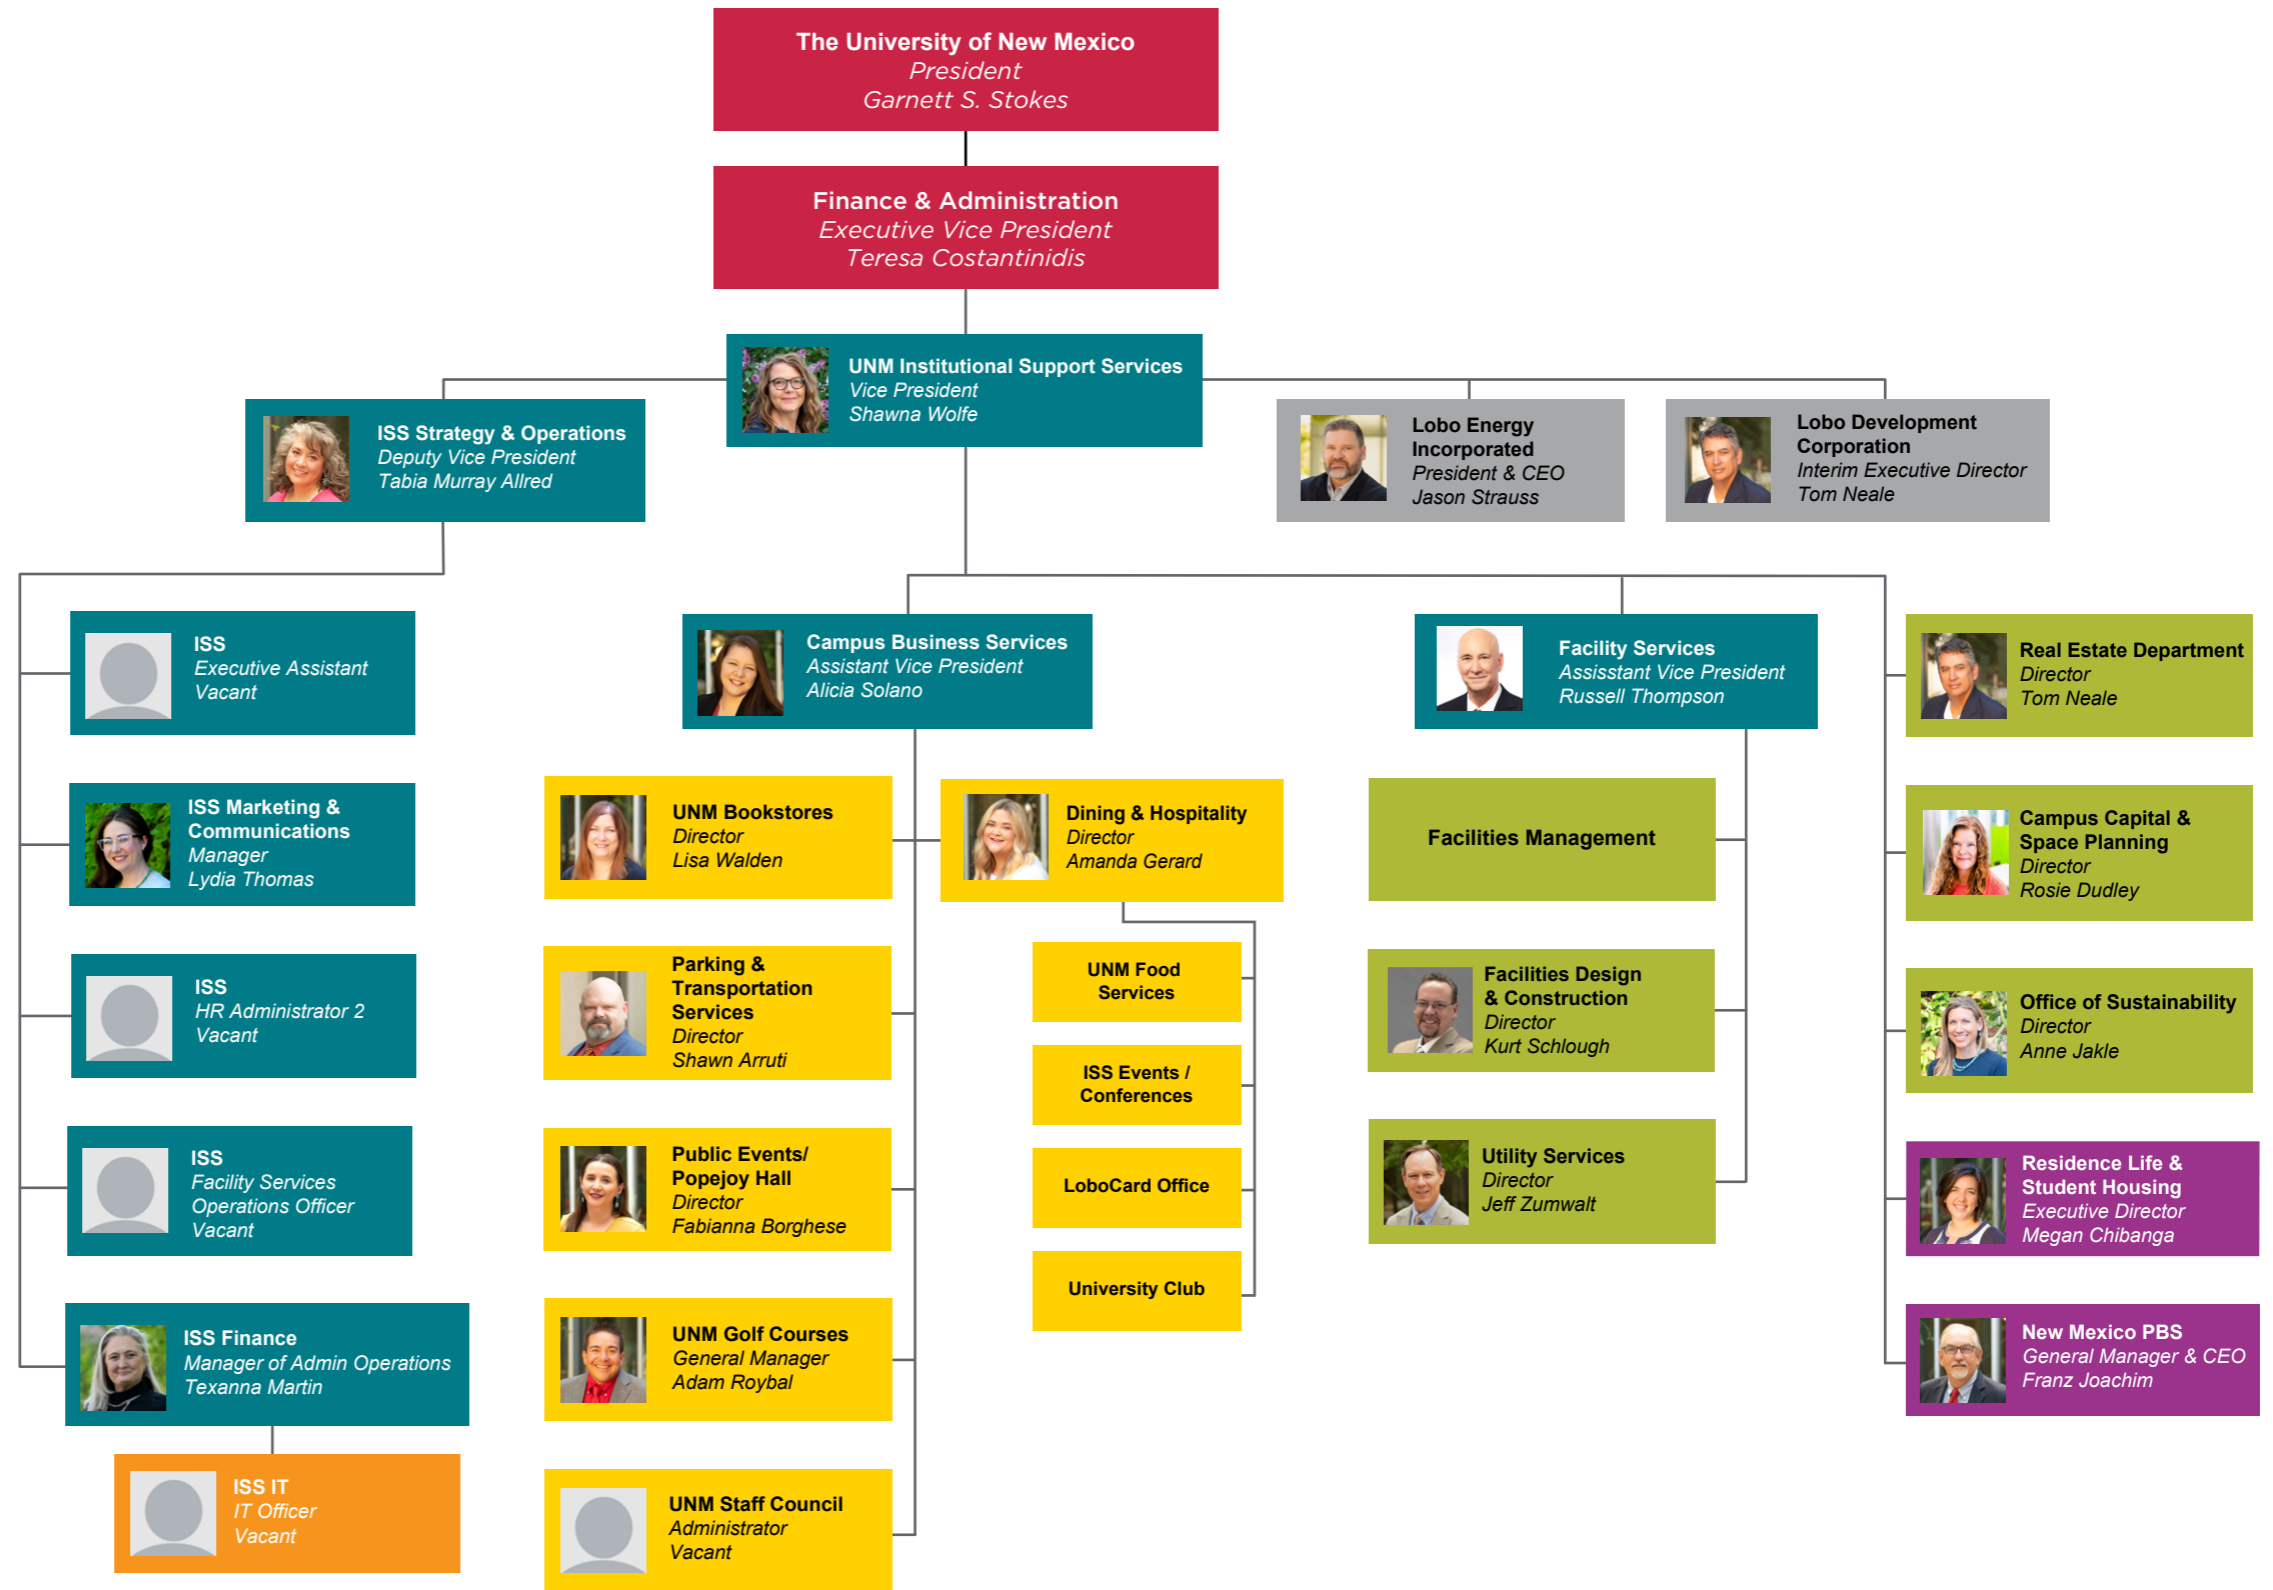 The University of New Mexico
President
Garnett S. Stokes
Finance & Administration
Executive Vice President
Teresa Costantinidis
UNM Institutional Support Services
Vice President
Shawna Wolfe
ISS Strategy & Operations
Deputy Vice President
Tabia Murray Allred
Lobo Energy
Incorporated
President & CEO
Jason Strauss
Lobo Development
Corporation
Interim Executive Director
Tom Neale
ISS
Executive Assistant
Vacant
ISS Marketing &
Communications
Manager
Lydia Thomas
ISS
HR Administrator 2
Vacant
ISS
Facility Services
Operations Officer
Vacant
ISS Finance
Manager of Admin Operations
Texanna Martin
ISS IT
IT Officer
Vacant
Campus Business Services
Assistant Vice President
Alicia Solano
UNM Bookstores
Director
Lisa Walden
Parking &
Transportation
Services
Director
Shawn Arruti
Public Events/
Popejoy Hall
Director
Fabianna Borghese
UNM Golf Courses
General Manager
Adam Roybal
UNM Staff Council
Administrator
Vacant
Dining & Hospitality
Director
Amanda Gerard
UNM Food
Services
ISS Events /
Conferences
LoboCard Office
University Club
Facility Services
Assisstant Vice President
Russell Thompson
Facilities Management
Facilities Design
& Construction
Director
Kurt Schlough
Utility Services
Director
Jeff Zumwalt
Real Estate Department
Director
Tom Neale
Campus Capital &
Space Planning
Director
Rosie Dudley
Office of Sustainability
Director
Anne Jakle
Residence Life &
Student Housing
Executive Director
Megan Chibanga
New Mexico PBS
General Manager & CEO
Franz Joachim